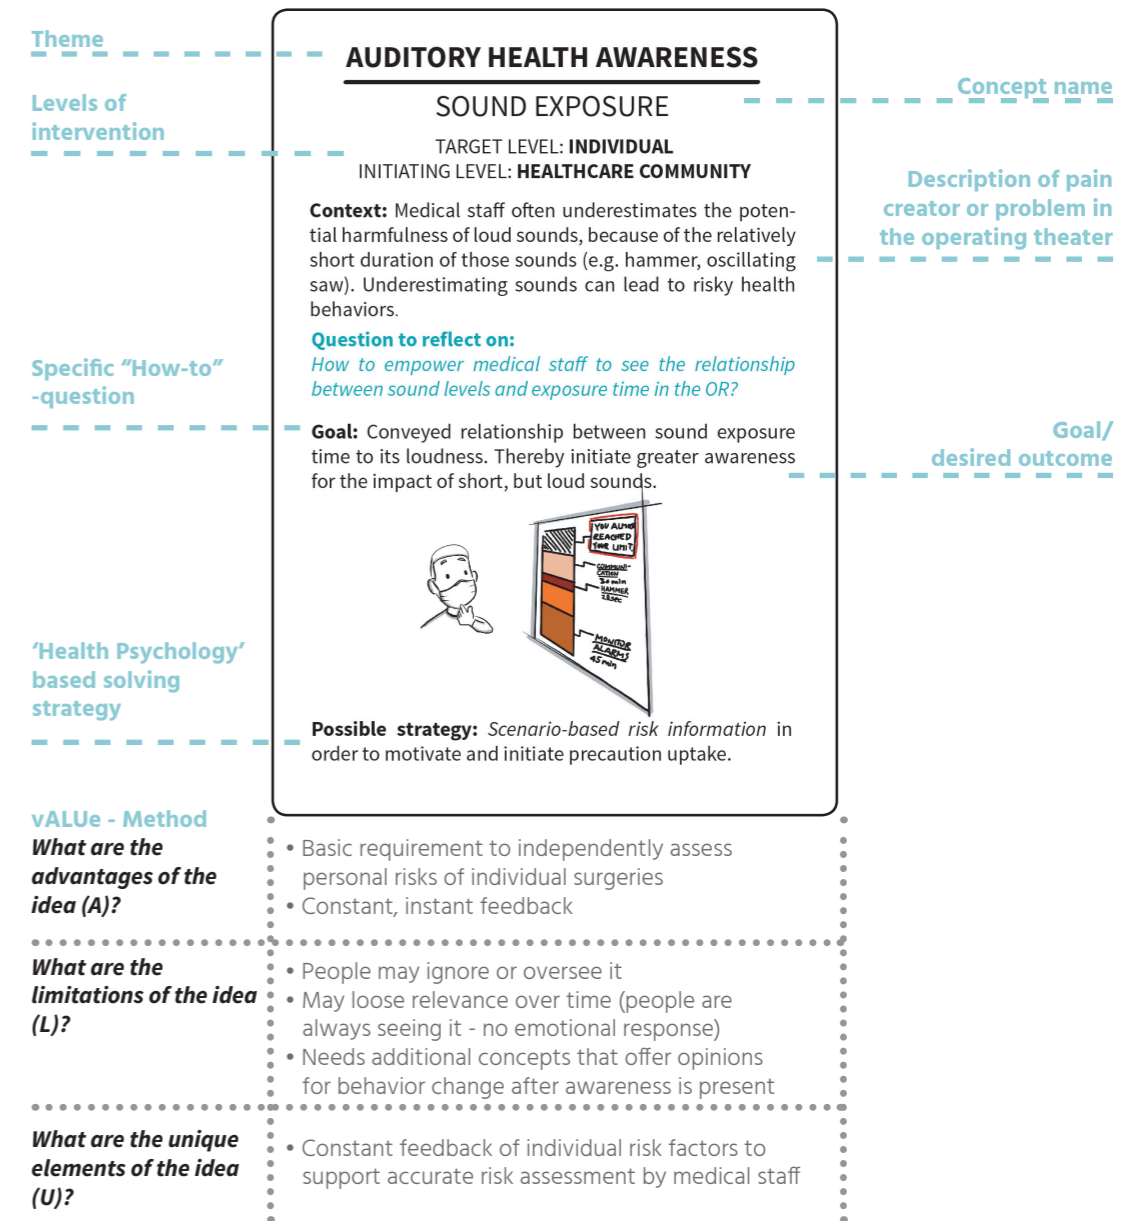 Theme
AUDITORY HEALTH AWARENESS
Concept name
Levels of
intervention
SOUND EXPOSURE
TARGET LEVEL: INDIVIDUAL
INITIATING LEVEL: HEALTHCARE COMMUNITY
Description of pain
creator or problem in
the operating theater
Context: Medical staff often underestimates the poten-
tial harmfulness of loud sounds, because of the relatively
short duration of those sounds (e.g. hammer, oscillating
saw). Underestimating sounds can lead to risky health
behaviors.
Specific “How-to”
-question
Question to reflect on:
How to empower medical staff to see the relationship
between sound levels and exposure time in the OR?
Goal/
desired outcome
Goal: Conveyed relationship between sound exposure
time to its loudness. Thereby initiate greater awareness
for the impact of short, but loud sounds.
YOU ALMOST
REACHED
YOUR LIMIT
COMMUNI-
CATION
30 min
HAMMER
28sec
MONITOR
ALARMS
45 min
‘Health Psychology’
based solving
strategy
Possible strategy: Scenario-based risk information in
order to motivate and initiate precaution uptake.
vALUe - Method
What are the
advantages of the
idea (A)?
• Basic requirement to independently assess
personal risks of individual surgeries
• Constant, instant feedback
What are the
limitations of the idea
(L)?
• People may ignore or oversee it
• May loose relevance over time (people are
always seeing it - no emotional response)
• Needs additional concepts that offer opinions
for behavior change after awareness is present
What are the unique
elements of the idea
(U)?
• Constant feedback of individual risk factors to
support accurate risk assessment by medical staff